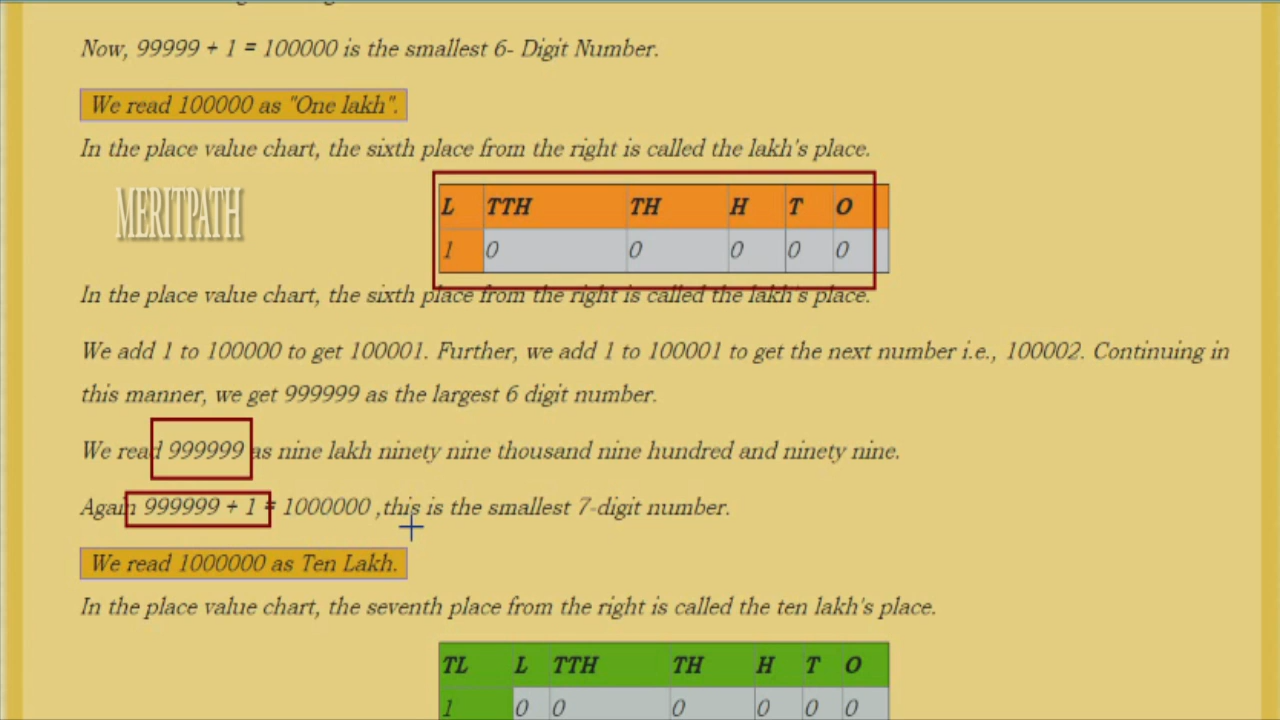 Now, 99999 + 1 = 100000 is the smallest 6- Digit Number.
We read 100000 as "One lakh".
In the place value chart, the sixth place from the right is called the lakh's place.
MERITPATH
L TTH TH H T O
1 0 0 0 0 0
In the place value chart, the sixth place from the right is called the lakh's place.
We add 1 to 100000 to get 100001. Further, we add 1 to 100001 to get the next number i.e., 100002. Continuing in
this manner, we get 999999 as the largest 6 digit number.
We read 999999 as nine lakh ninety nine thousand nine hundred and ninety nine.
Again 999999 + 1 = 1000000 ,this is the smallest 7-digit number.
We read 1000000 as Ten Lakh.
In the place value chart, the seventh place from the right is called the ten lakh's place.
TL L TTH TH H T O
1 0 0 0 0 0 0